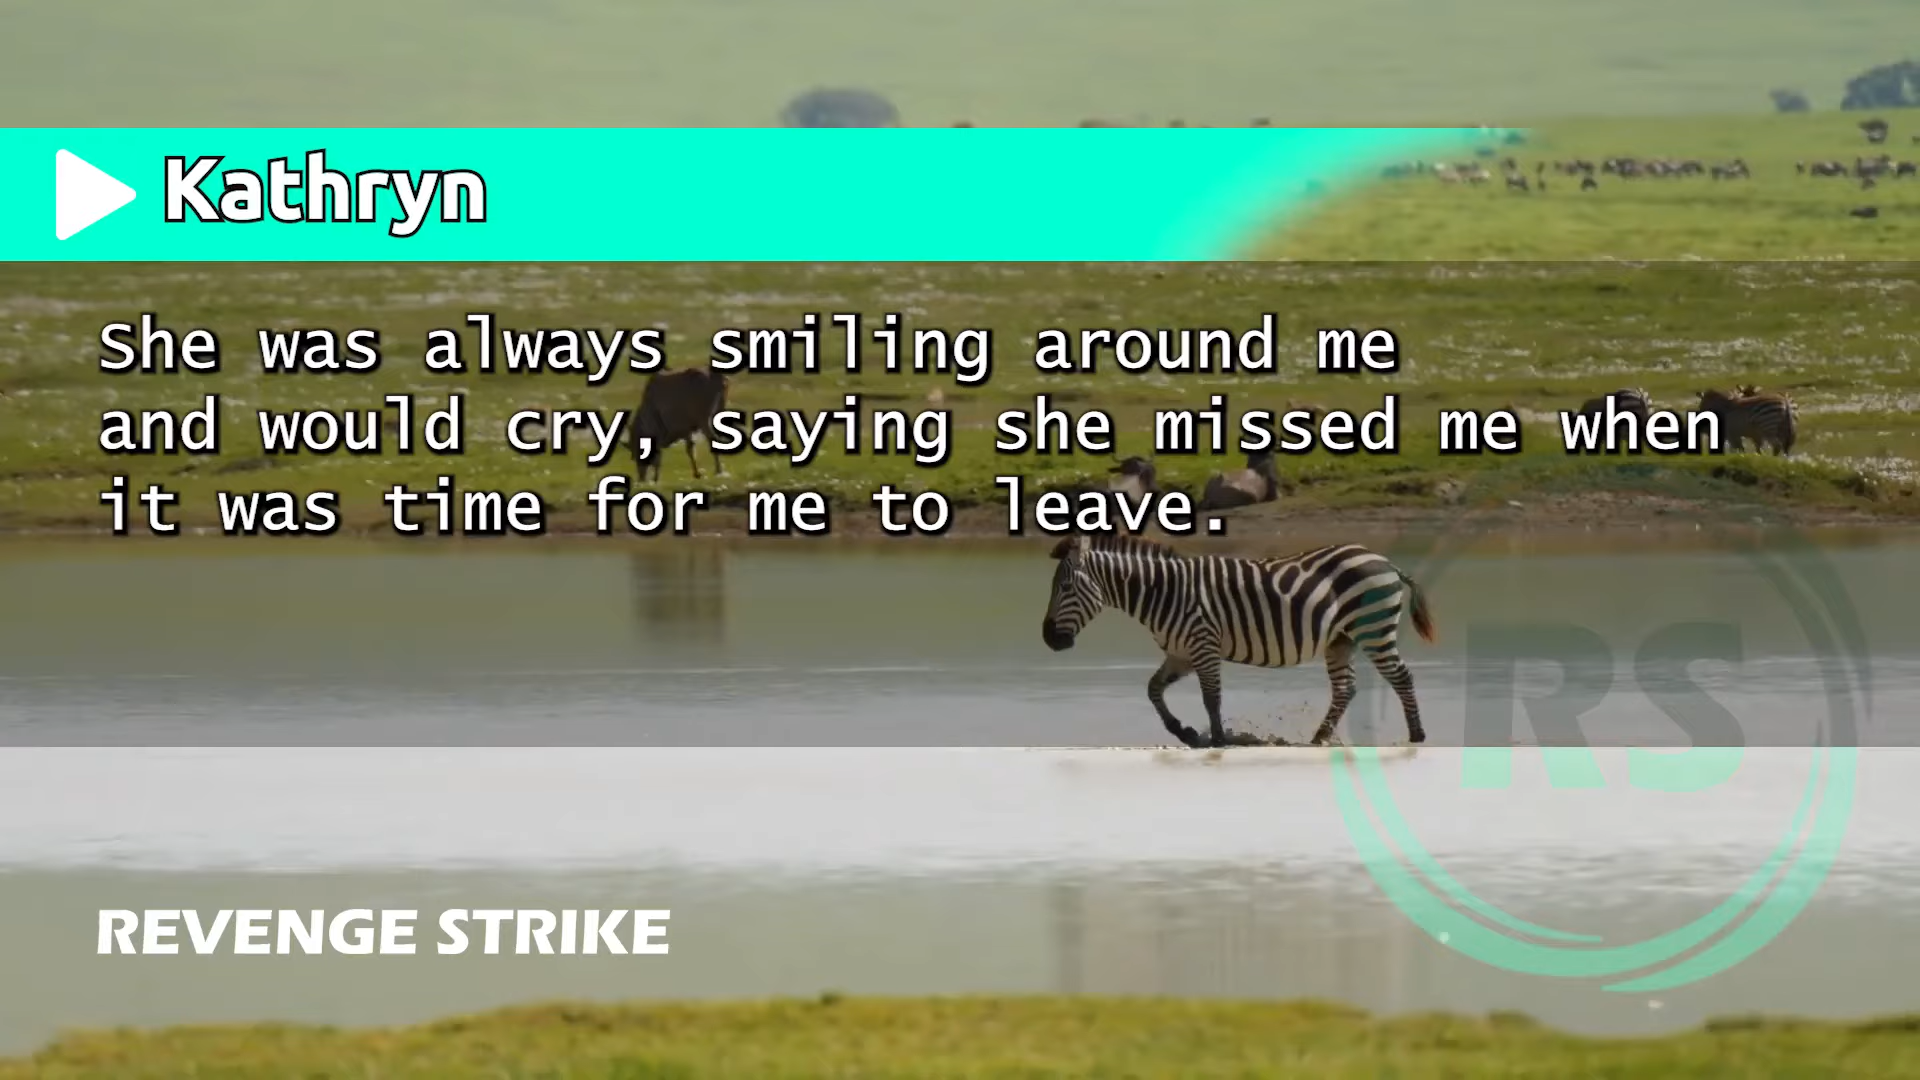 Kathryn
She was always smiling around me
and would cry, saying she missed me when
it was time for me to leave.
RS
REVENGE STRIKE